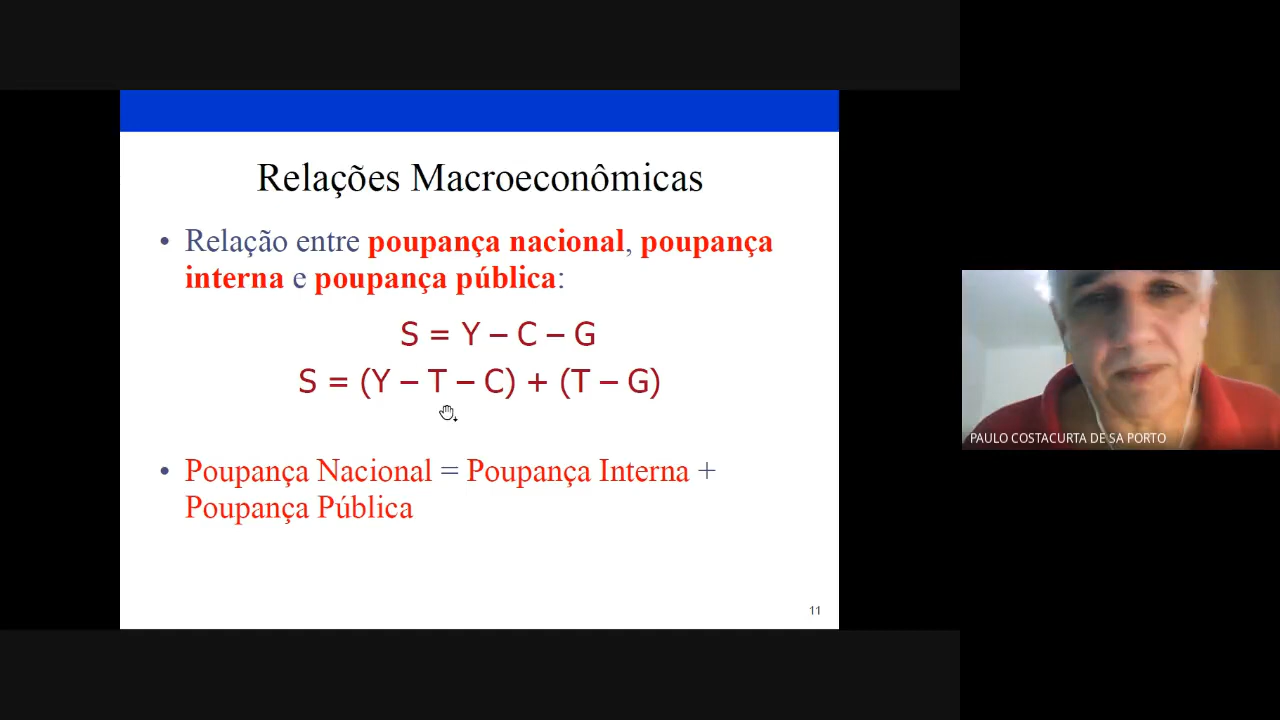 Relações Macroeconômicas
• Relação entre poupança nacional, poupança
interna e poupança pública:
S = Y – C – G
S = (Y – T – C) + (T – G)
• Poupança Nacional = Poupança Interna +
Poupança Pública
11
PAULO COSTACURTA DE SA PORTO